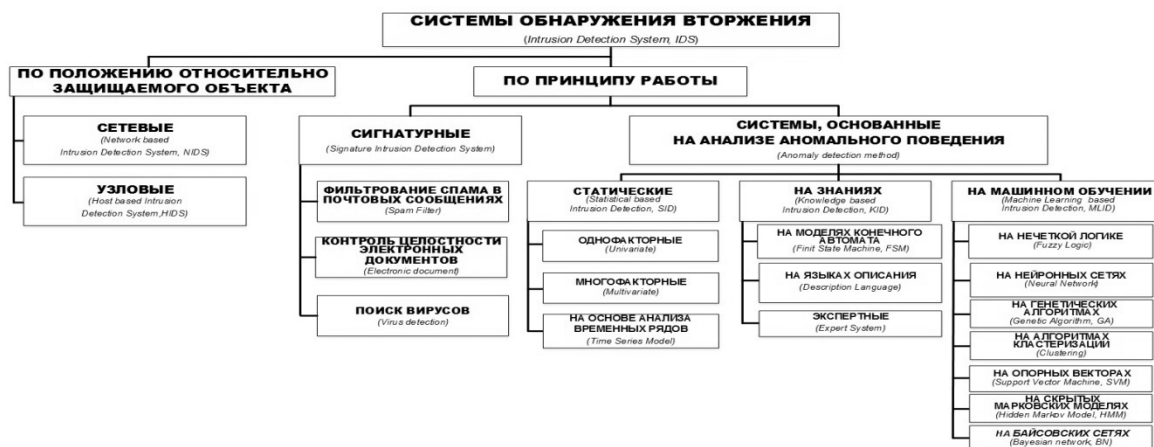 СИСТЕМЫ ОБНАРУЖЕНИЯ ВТОРЖЕНИЯ
(Intrusion Detection System, IDS)
ПО ПОЛОЖЕНИЮ ОТНОСИТЕЛЬНО
ЗАЩИЩАЕМОГО ОБЪЕКТА
СЕТЕВЫЕ
(Network based
Intrusion Detection System, NIDS)
УЗЛОВЫЕ
(Host based Intrusion
Detection System,HIDS)
ПО ПРИНЦИПУ РАБОТЫ
СИГНАТУРНЫЕ
(Signature Intrusion Detection System)
ФИЛЬТРОВАНИЕ СПАМА В
ПОЧТОВЫХ СООБЩЕНИЯХ
(Spam Filter)
КОНТРОЛЬ ЦЕЛОСТНОСТИ
ЭЛЕКТРОННЫХ
ДОКУМЕНТОВ
(Electronic document)
ПОИСК ВИРУСОВ
(Virus detection)
СИСТЕМЫ, ОСНОВАННЫЕ
НА АНАЛИЗЕ АНОМАЛЬНОГО ПОВЕДЕНИЯ
(Anomaly detection method)
СТАТИЧЕСКИЕ
(Statistical based
Intrusion Detection, SID)
ОДНОФАКТОРНЫЕ
(Univariate)
МНОГОФАКТОРНЫЕ
(Multivariate)
НА ОСНОВЕ АНАЛИЗА
ВРЕМЕННЫХ РЯДОВ
(Time Series Model)
НА ЗНАНИЯХ
(Knowledge based
Intrusion Detection, KID)
НА МОДЕЛЯХ КОНЕЧНОГО
АВТОМАТА
(Finit State Machine, FSM)
НА ЯЗЫКАХ ОПИСАНИЯ
(Description Language)
ЭКСПЕРТНЫЕ
(Expert System)
НА МАШИННОМ ОБУЧЕНИИ
(Machine Learning based
Intrusion Detection, MLID)
НА НЕЧЕТКОЙ ЛОГИКЕ
(Fuzzy Logic)
НА НЕЙРОННЫХ СЕТЯХ
(Neural Network)
НА ГЕНЕТИЧЕСКИХ
АЛГОРИТМАХ
(Genetic Algorithm, GA)
НА АЛГОРИТМАХ
КЛАСТЕРИЗАЦИИ
(Clustering)
НА ОПОРНЫХ ВЕКТОРАХ
(Support Vector Machine, SVM)
НА СКРЫТЫХ
МАРКОВСКИХ МОДЕЛЯХ
(Hidden Markov Model, HMM)
НА БАЙСОВСКИХ СЕТЯХ
(Bayesian network, BN)